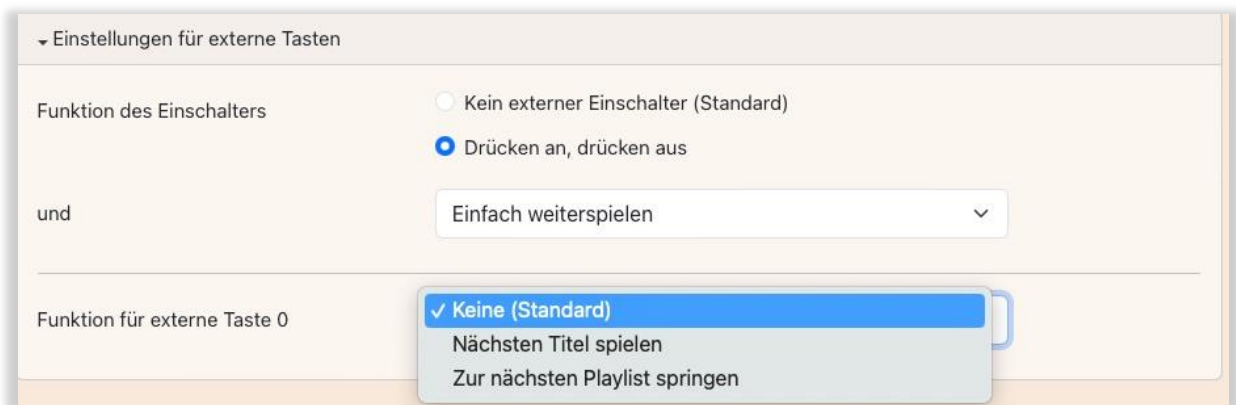 Einstellungen für externe Tasten
Funktion des Einschalters
Kein externer Einschalter (Standard)
Drücken an, drücken aus
und
Einfach weiterspielen
Funktion für externe Taste 0
✓ Keine (Standard)
Nächsten Titel spielen
Zur nächsten Playlist springen